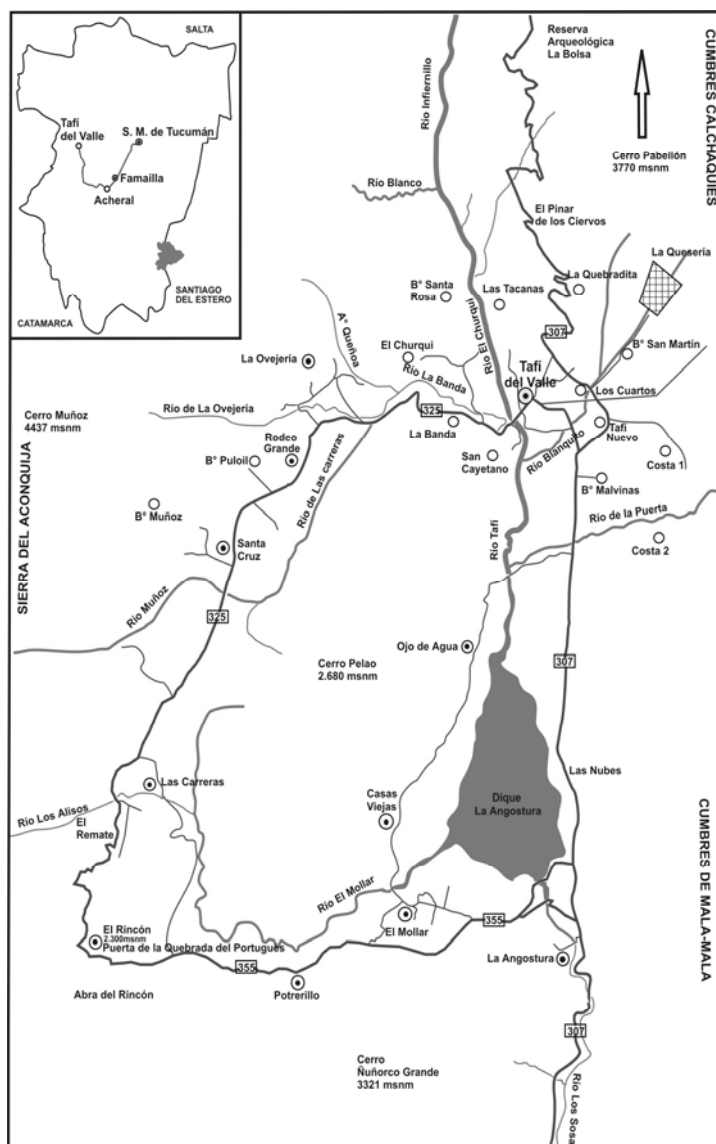 SALTA
Tafí
del Valle
S. M. de Tucumán
Famailla
Acheral
SANTIAGO
DEL ESTERO
CATAMARCA
Reserva
Arqueológica
La Bolsa
CUMBRES CALCHAQUIES
Río Infiernillo
Cerro Pabellón
3770 msnm
Río Blanco
El Pinar
de los Ciervos
La Quesería
La Quebradita
B° Santa
Rosa
Las Tacanas
307
B° San Martín
A° Queñoa
El Churqui
Río El Churqui
La Ovejería
Río La Banda
Tafí
del Valle
Los Cuartos
Cerro Muñoz
4437 msnm
Río de La Ovejería
325
La Banda
Tafí
Nuevo
Rodeo
Grande
San
Cayetano
Río Blanquito
Costa 1
B° Puloil
Río de Las carreras
B° Malvinas
SIERRA DEL ACONQUIJA
B° Muñoz
Río de la Puerta
Río Tafí
Costa 2
Santa
Cruz
Río Muñoz
325
Ojo de Agua
Cerro Pelao
2.680 msnm
307
Las Carreras
Las Nubes
Casas
Viejas
Dique
La Angostura
CUMBRES DE MALA-MALA
Río Los Alisos
El
Remate
Río El Mollar
El Rincón
2.300msnm
Puerta de la Quebrada del Portugués
El Mollar
355
La Angostura
355
Abra del Rincón
Potrerillo
307
Cerro
Ñuñorco Grande
3321 msnm
Río Los Sosa